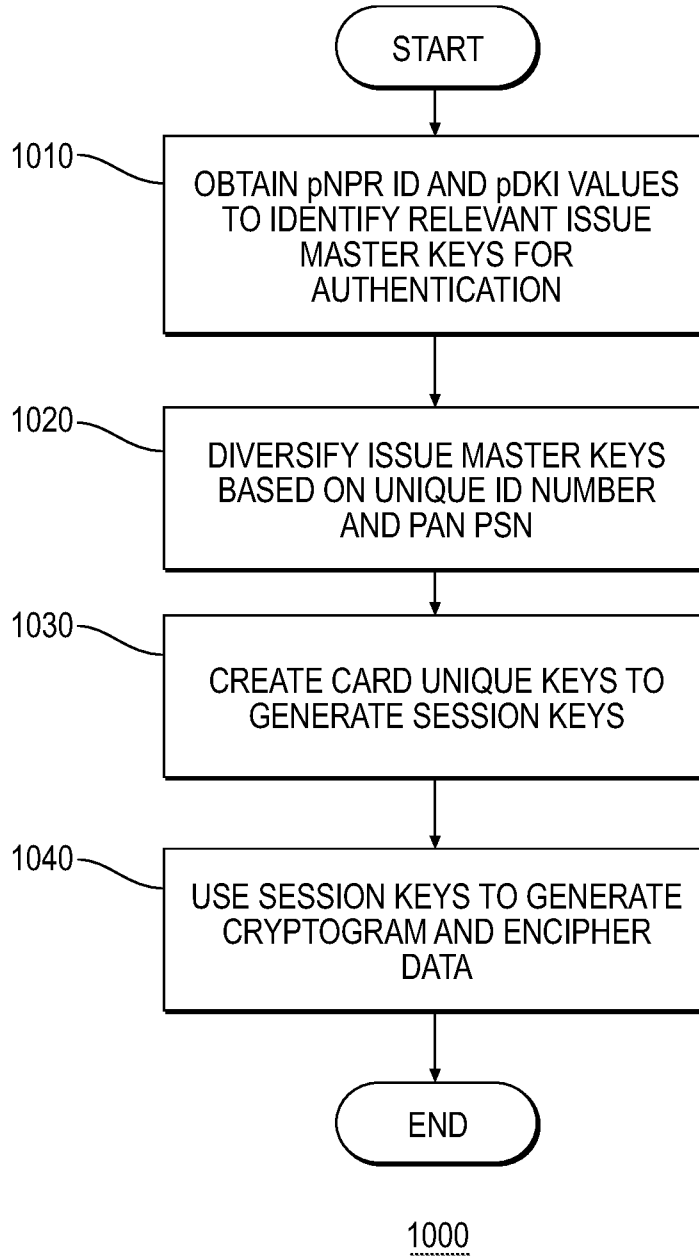 START
1010
OBTAIN pNPR ID AND pDKI VALUES
TO IDENTIFY RELEVANT ISSUE
MASTER KEYS FOR
AUTHENTICATION
1020
DIVERSIFY ISSUE MASTER KEYS
BASED ON UNIQUE ID NUMBER
AND PAN PSN
1030
CREATE CARD UNIQUE KEYS TO
GENERATE SESSION KEYS
1040
USE SESSION KEYS TO GENERATE
CRYPTOGRAM AND ENCIPHER
DATA
END
1000